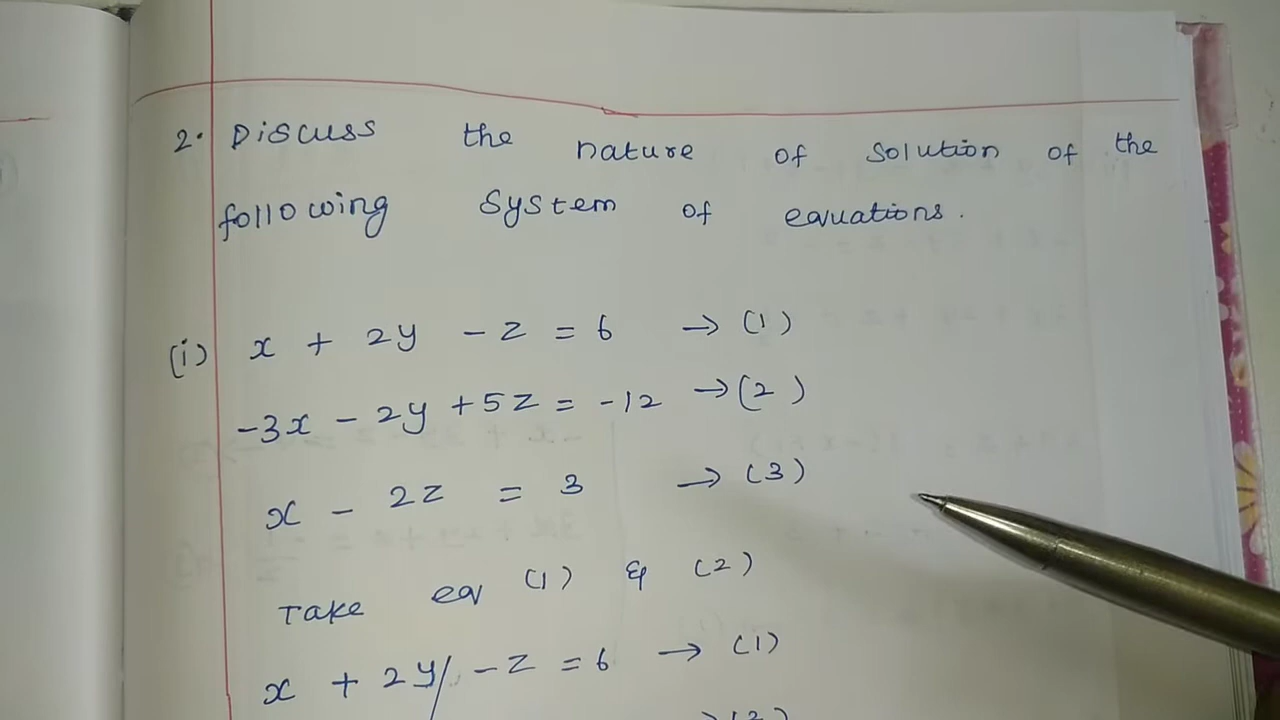 2. Discuss the nature of solution of the
following system of equations.
(i) x + 2y - z = 6 → (1)
-3x - 2y + 5z = -12 → (2)
x - 2z = 3 → (3)
Take eq (1) & (2)
x + 2y - z = 6 → (1)